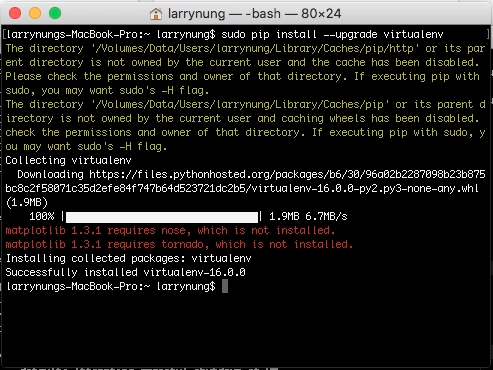 larrynung — -bash — 80×24
[larrynungs-MacBook-Pro:~ larrynung$ sudo pip install --upgrade virtualenv ]
The directory '/Volumes/Data/Users/larrynung/Library/Caches/pip/http' or its par
ent directory is not owned by the current user and the cache has been disabled.
Please check the permissions and owner of that directory. If executing pip with
sudo, you may want sudo's -H flag.
The directory '/Volumes/Data/Users/larrynung/Library/Caches/pip' or its parent d
irectory is not owned by the current user and caching wheels has been disabled.
check the permissions and owner of that directory. If executing pip with sudo, y
ou may want sudo's -H flag.
Collecting virtualenv
  Downloading https://files.pythonhosted.org/packages/b6/30/96a02b2287098b23b875
bc8c2f58071c35d2efe84f747b64d523721dc2b5/virtualenv-16.0.0-py2.py3-none-any.whl
(1.9MB)
    100% | | 1.9MB 6.7MB/s
matplotlib 1.3.1 requires nose, which is not installed.
matplotlib 1.3.1 requires tornado, which is not installed.
Installing collected packages: virtualenv
Successfully installed virtualenv-16.0.0
larrynungs-MacBook-Pro:~ larrynung$